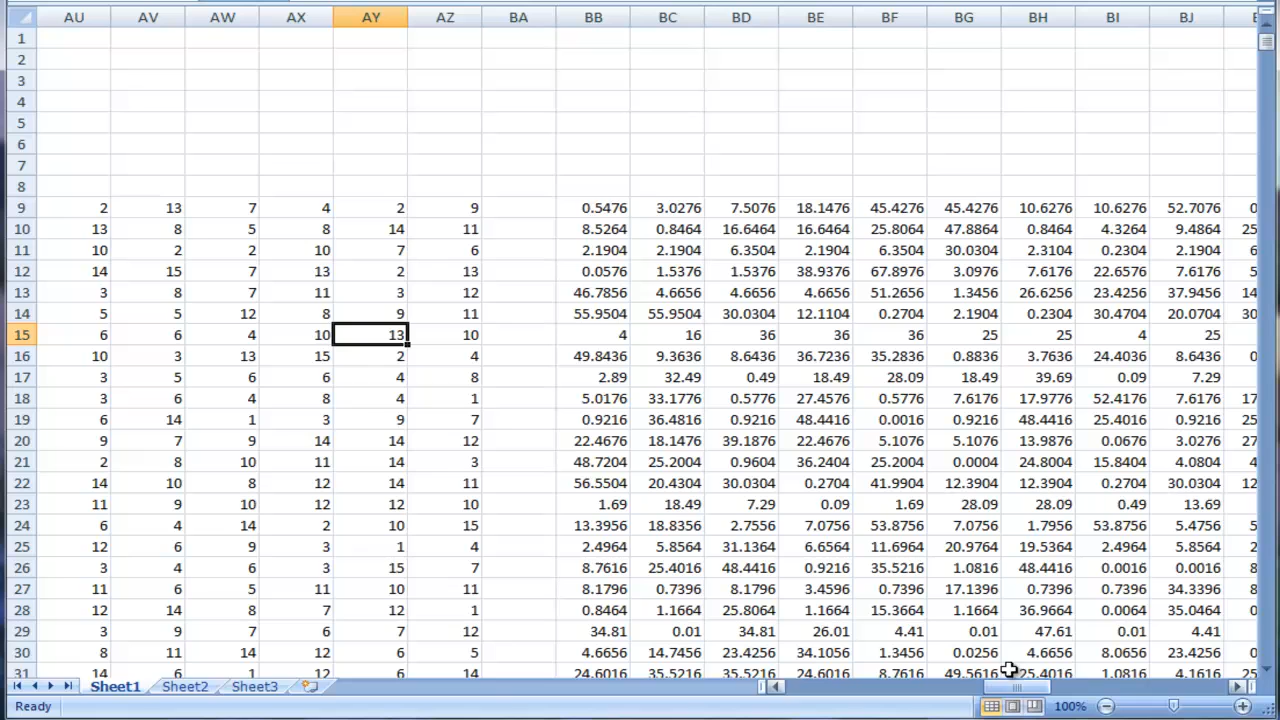 AU AV AW AX AY AZ BA BB BC BD BE BF BG BH BI BJ
1
2
3
4
5
6
7
8
9 2 13 7 4 2 9 0.5476 3.0276 7.5076 18.1476 45.4276 45.4276 10.6276 10.6276 52.7076 0
10 13 8 5 8 14 11 8.5264 0.8464 16.6464 16.6464 25.8064 47.8864 0.8464 4.3264 9.4864 25
11 10 2 2 10 7 6 2.1904 2.1904 6.3504 2.1904 6.3504 30.0304 2.3104 0.2304 2.1904 6
12 14 15 7 13 2 13 0.0576 1.5376 1.5376 38.9376 67.8976 3.0976 7.6176 22.6576 7.6176 5
13 3 8 7 11 3 12 46.7856 4.6656 4.6656 4.6656 51.2656 1.3456 26.6256 23.4256 37.9456 14
14 5 5 12 8 9 11 55.9504 55.9504 30.0304 12.1104 0.2704 2.1904 0.2304 30.4704 20.0704 30
15 6 6 4 10 13 10 4 16 36 36 36 25 25 4 25
16 10 3 13 15 2 4 49.8436 9.3636 8.6436 36.7236 35.2836 0.8836 3.7636 24.4036 8.6436 0
17 3 5 6 6 4 8 2.89 32.49 0.49 18.49 28.09 18.49 39.69 0.09 7.29
18 3 6 4 8 4 1 5.0176 33.1776 0.5776 27.4576 0.5776 7.6176 17.9776 52.4176 7.6176 17
19 6 14 1 3 9 7 0.9216 36.4816 0.9216 48.4416 0.0016 0.9216 48.4416 25.4016 0.9216 25
20 9 7 9 14 14 12 22.4676 18.1476 39.1876 22.4676 5.1076 5.1076 13.9876 0.0676 3.0276 27
21 2 8 10 11 14 3 48.7204 25.2004 0.9604 36.2404 25.2004 0.0004 24.8004 15.8404 4.0804 4
22 14 10 8 12 14 11 56.5504 20.4304 30.0304 0.2704 41.9904 12.3904 12.3904 0.2704 30.0304 12
23 11 9 10 12 12 10 1.69 18.49 7.29 0.09 1.69 28.09 28.09 0.49 13.69
24 6 4 14 2 10 15 13.3956 18.8356 2.7556 7.0756 53.8756 7.0756 1.7956 53.8756 5.4756 5
25 12 6 9 3 1 4 2.4964 5.8564 31.1364 6.6564 11.6964 20.9764 19.5364 2.4964 5.8564 2
26 3 4 6 3 15 7 8.7616 25.4016 48.4416 0.9216 35.5216 1.0816 48.4416 0.0016 0.0016 8
27 11 6 5 11 10 11 8.1796 0.7396 8.1796 3.4596 0.7396 17.1396 0.7396 0.7396 34.3396 8
28 12 14 8 7 12 1 0.8464 1.1664 25.8064 1.1664 15.3664 1.1664 36.9664 0.0064 35.0464 0
29 3 9 7 6 7 12 34.81 0.01 34.81 26.01 4.41 0.01 47.61 0.01 4.41
30 8 11 14 12 6 5 4.6656 14.7456 23.4256 34.1056 1.3456 0.0256 4.6656 8.0656 23.4256 0
31 14 6 1 12 6 14 24.6016 35.5216 35.5216 24.6016 8.7616 49.5616 25.4016 1.0816 4.1616 25
Sheet1 Sheet2 Sheet3
Ready 100%